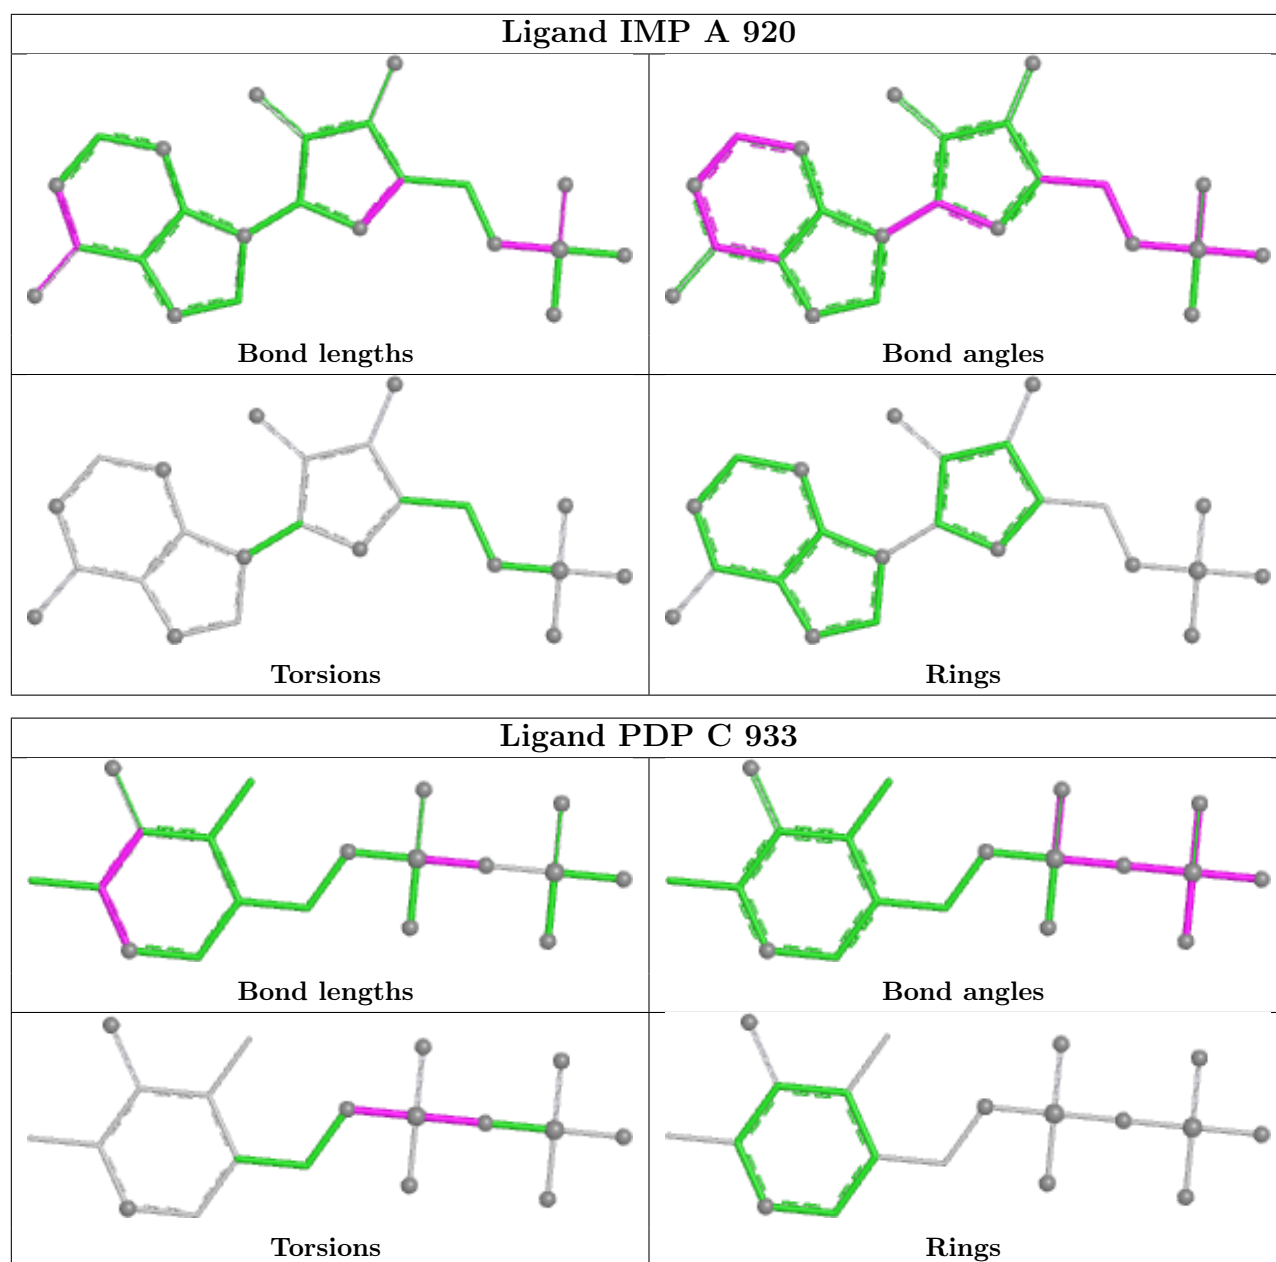 Ligand IMP A 920
Bond lengths
Bond angles
Torsions
Rings
Ligand PDP C 933
Bond lengths
Bond angles
Torsions
Rings